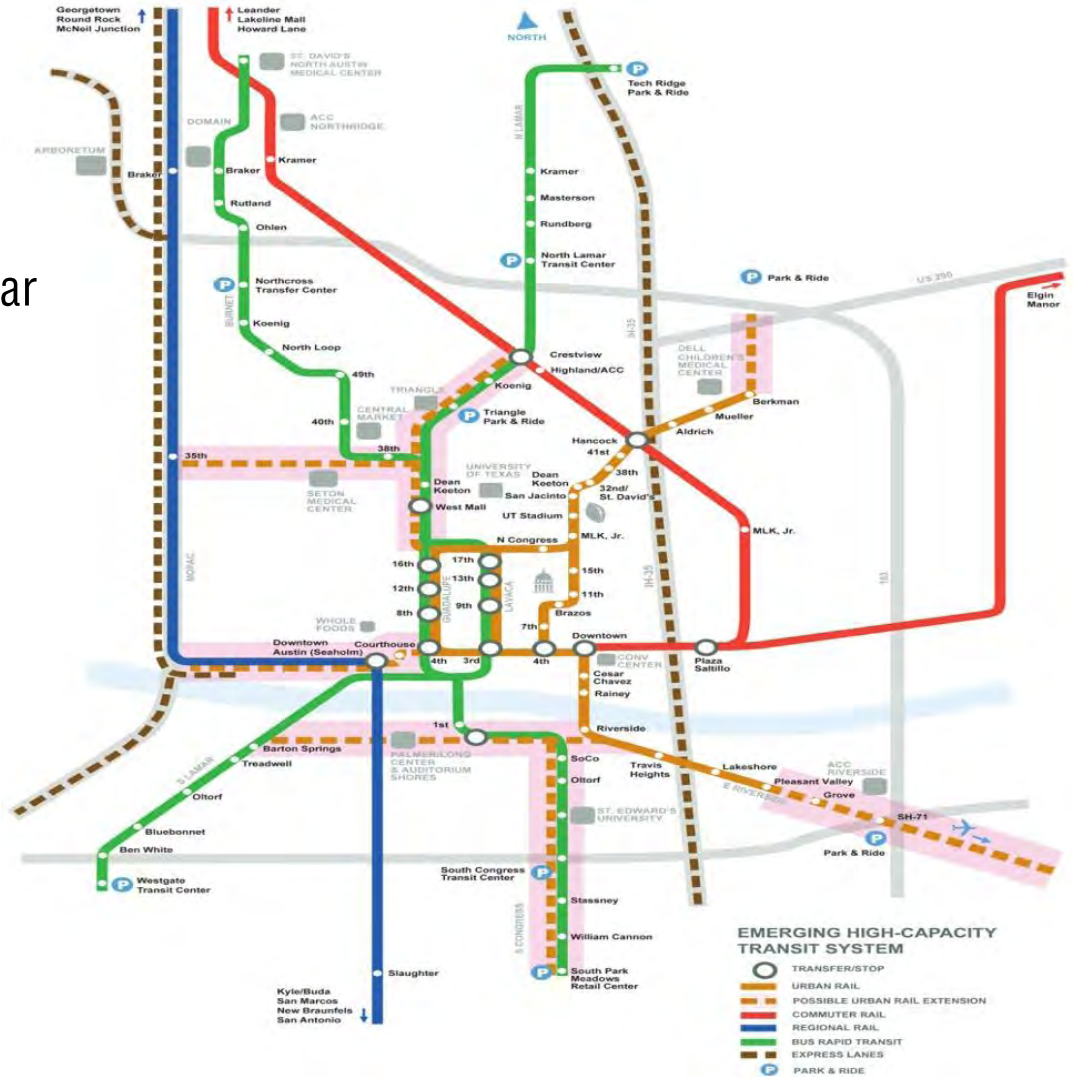 Georgetown
Round Rock
McNeil Junction
Leander
Lakeline Mall
Howard Lane
NORTH
ST. DAVID'S
NORTH AUSTIN
MEDICAL CENTER
P
Tech Ridge
Park & Ride
N LAMAR
DOMAIN
ACC
NORTHRIDGE
ARBORETUM
Braker
Braker
Kramer
Kramer
Rutland
Masterson
Ohlen
Rundberg
P
North Lamar
Transit Center
ar
P
Northcross
Transfer Center
BURNET
P
Park & Ride
US 290
Elgin
Manor
Koenig
IH-35
North Loop
Crestview
Highland/ACC
DELL
CHILDREN'S
MEDICAL
CENTER
49th
Koenig
TRIANGLE
Berkman
P
Triangle
Park & Ride
Mueller
40th
CENTRAL
MARKET
Aldrich
Hancock
41st
35th
38th
UNIVERSITY
OF TEXAS
38th
Dean
Keeton
Dean
Keeton
SETON
MEDICAL
CENTER
32nd/
St. David's
San Jacinto
West Mall
UT Stadium
MLK, Jr.
MLK, Jr.
N Congress
MOPAC
16th
17th
15th
IH-35
183
13th
12th
GUADALUPE
LAVACA
11th
8th
9th
Brazos
WHOLE
FOODS
7th
Downtown
Downtown
Austin (Seaholm)
Courthouse
4th
3rd
4th
CONV
CENTER
Plaza
Saltillo
Cesar
Chavez
Rainey
1st
Riverside
Barton Springs
PALMER/LONG
CENTER
& AUDITORIUM
SHORES
SoCo
Treadwell
S LAMAR
Travis
Heights
Lakeshore
Oltorf
Oltorf
Pleasant Valley
ACC
RIVERSIDE
E RIVERSIDE
Grove
ST. EDWARD'S
UNIVERSITY
SH-71
Bluebonnet
Ben White
P
Park & Ride
P
Westgate
Transit Center
South Congress
Transit Center
P
Stassney
S CONGRESS
William Cannon
Slaughter
P
South Park
Meadows
Retail Center
Kyle/Buda
San Marcos
New Braunfels
San Antonio
EMERGING HIGH-CAPACITY
TRANSIT SYSTEM
TRANSFER/STOP
URBAN RAIL
POSSIBLE URBAN RAIL EXTENSION
COMMUTER RAIL
REGIONAL RAIL
BUS RAPID TRANSIT
EXPRESS LANES
P
PARK & RIDE